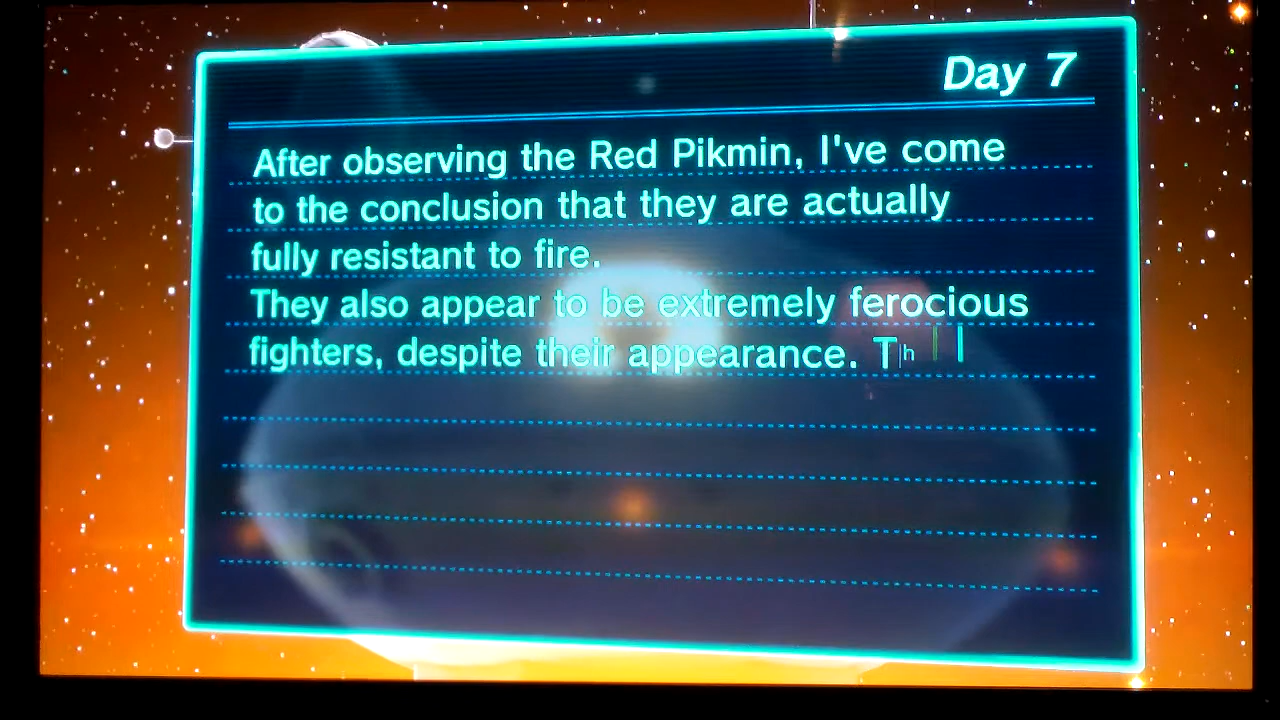 Day 7
After observing the Red Pikmin, I've come
to the conclusion that they are actually
fully resistant to fire.
They also appear to be extremely ferocious
fighters, despite their appearance. Th